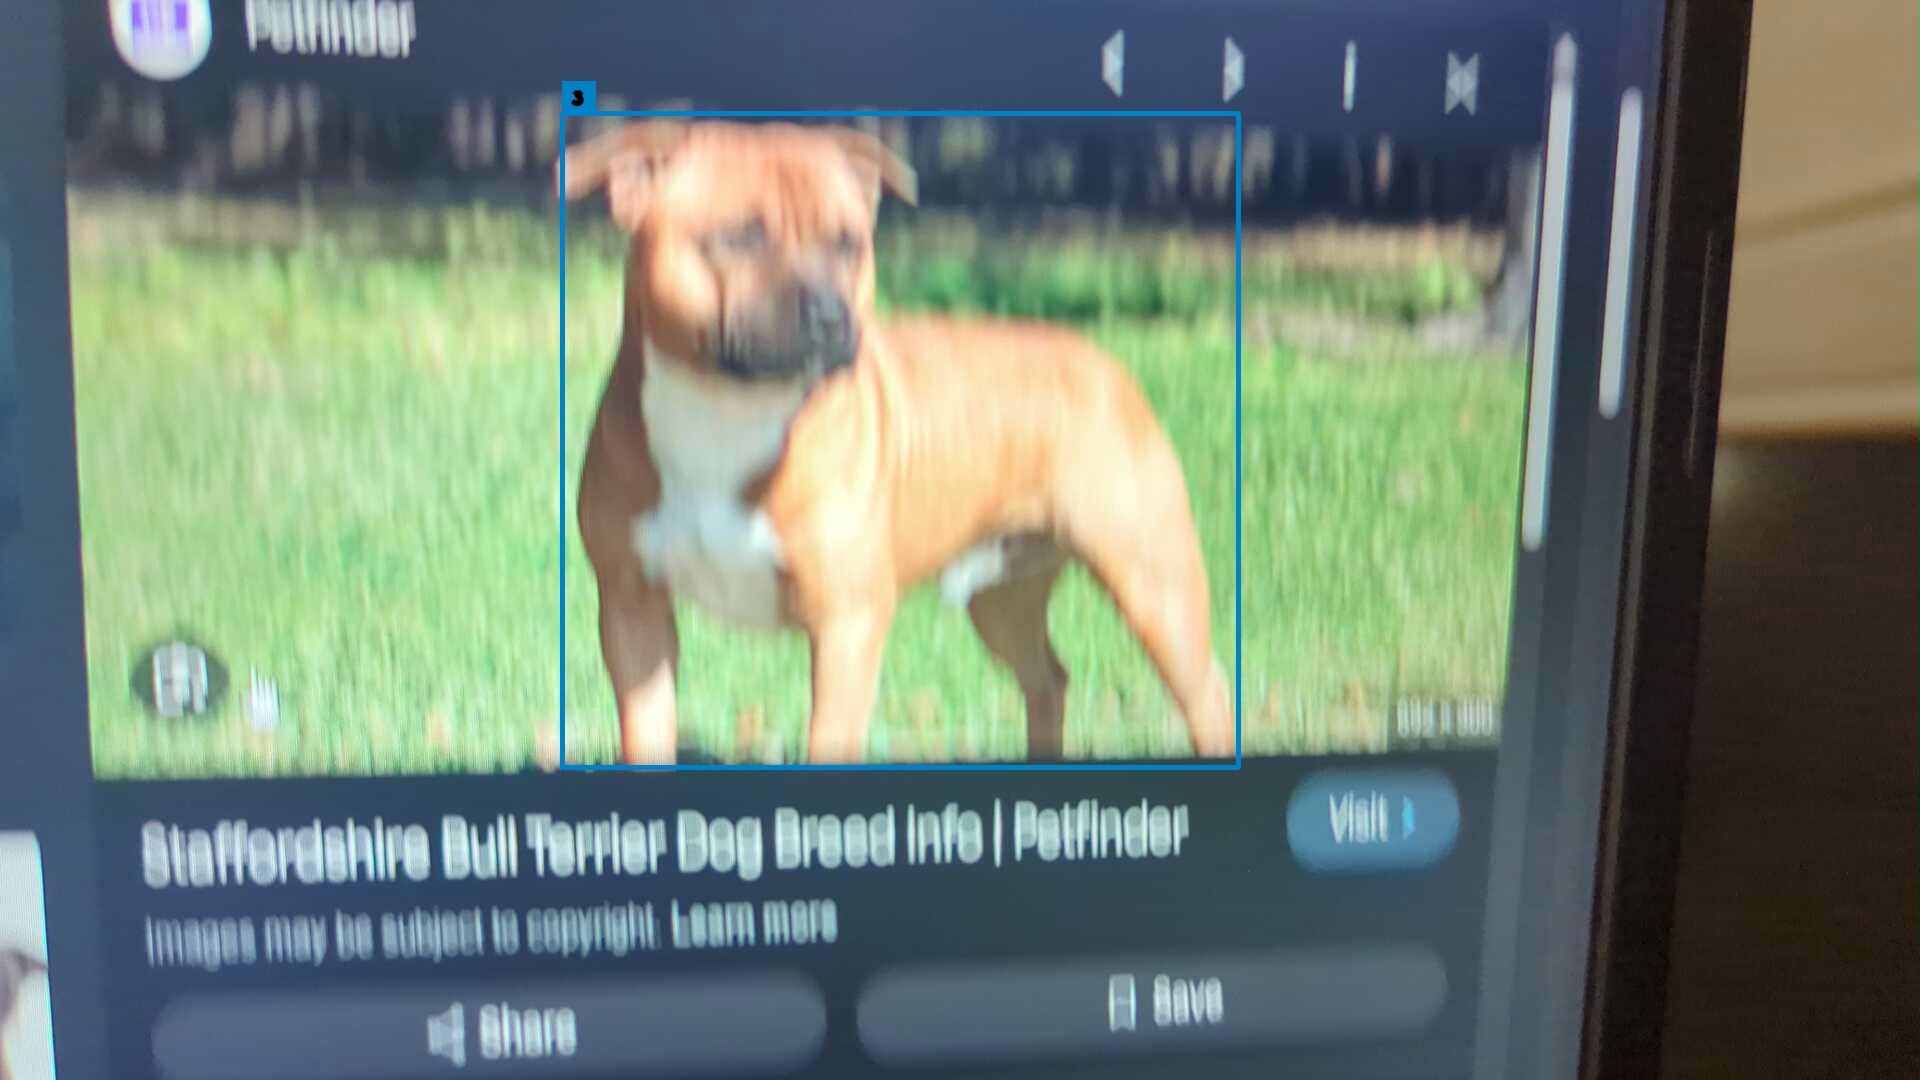 Petfinder
3
Staffordshire Bull Terrier Dog Breed Info | Petfinder
Visit
Images may be subject to copyright. Learn more
Share
Save